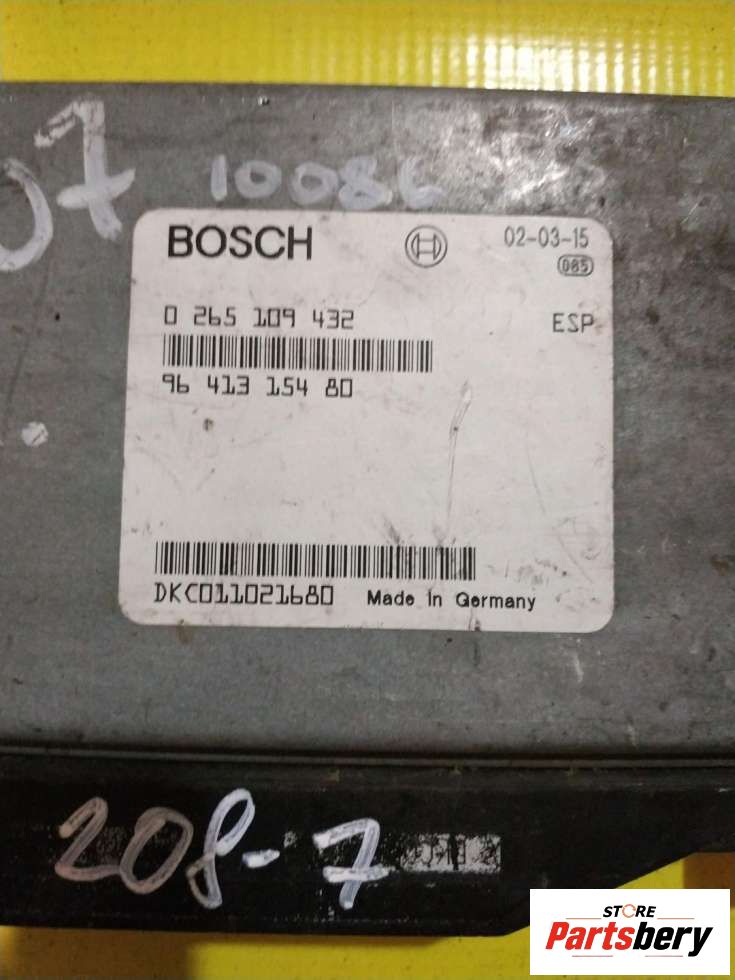 07
10086
BOSCH
02-03-15
085
0 265 109 432
ESP
96 413 154 80
DKC011021680 Made in Germany
208-7
STORE
Partsbery